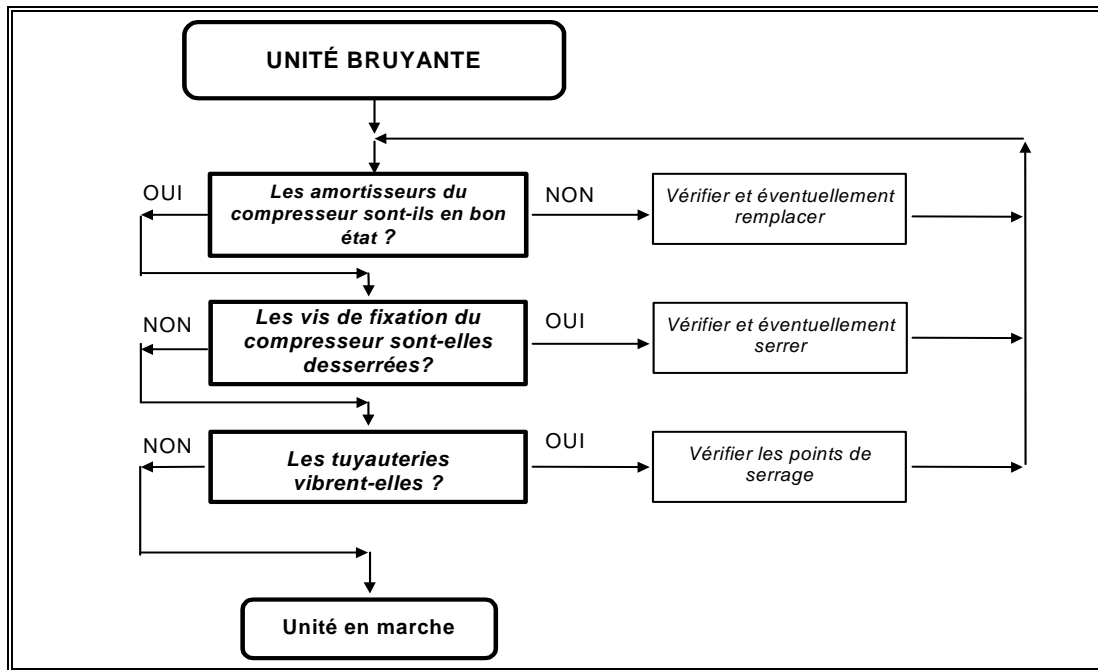 UNITÉ BRUYANTE
OUI
Les amortisseurs du
compresseur sont-ils en bon
état ?
NON
Vérifier et éventuellement
remplacer
NON
Les vis de fixation du
compresseur sont-elles
desserrées?
OUI
Vérifier et éventuellement
serrer
NON
Les tuyauteries
vibrent-elles ?
OUI
Vérifier les points de
serrage
Unité en marche